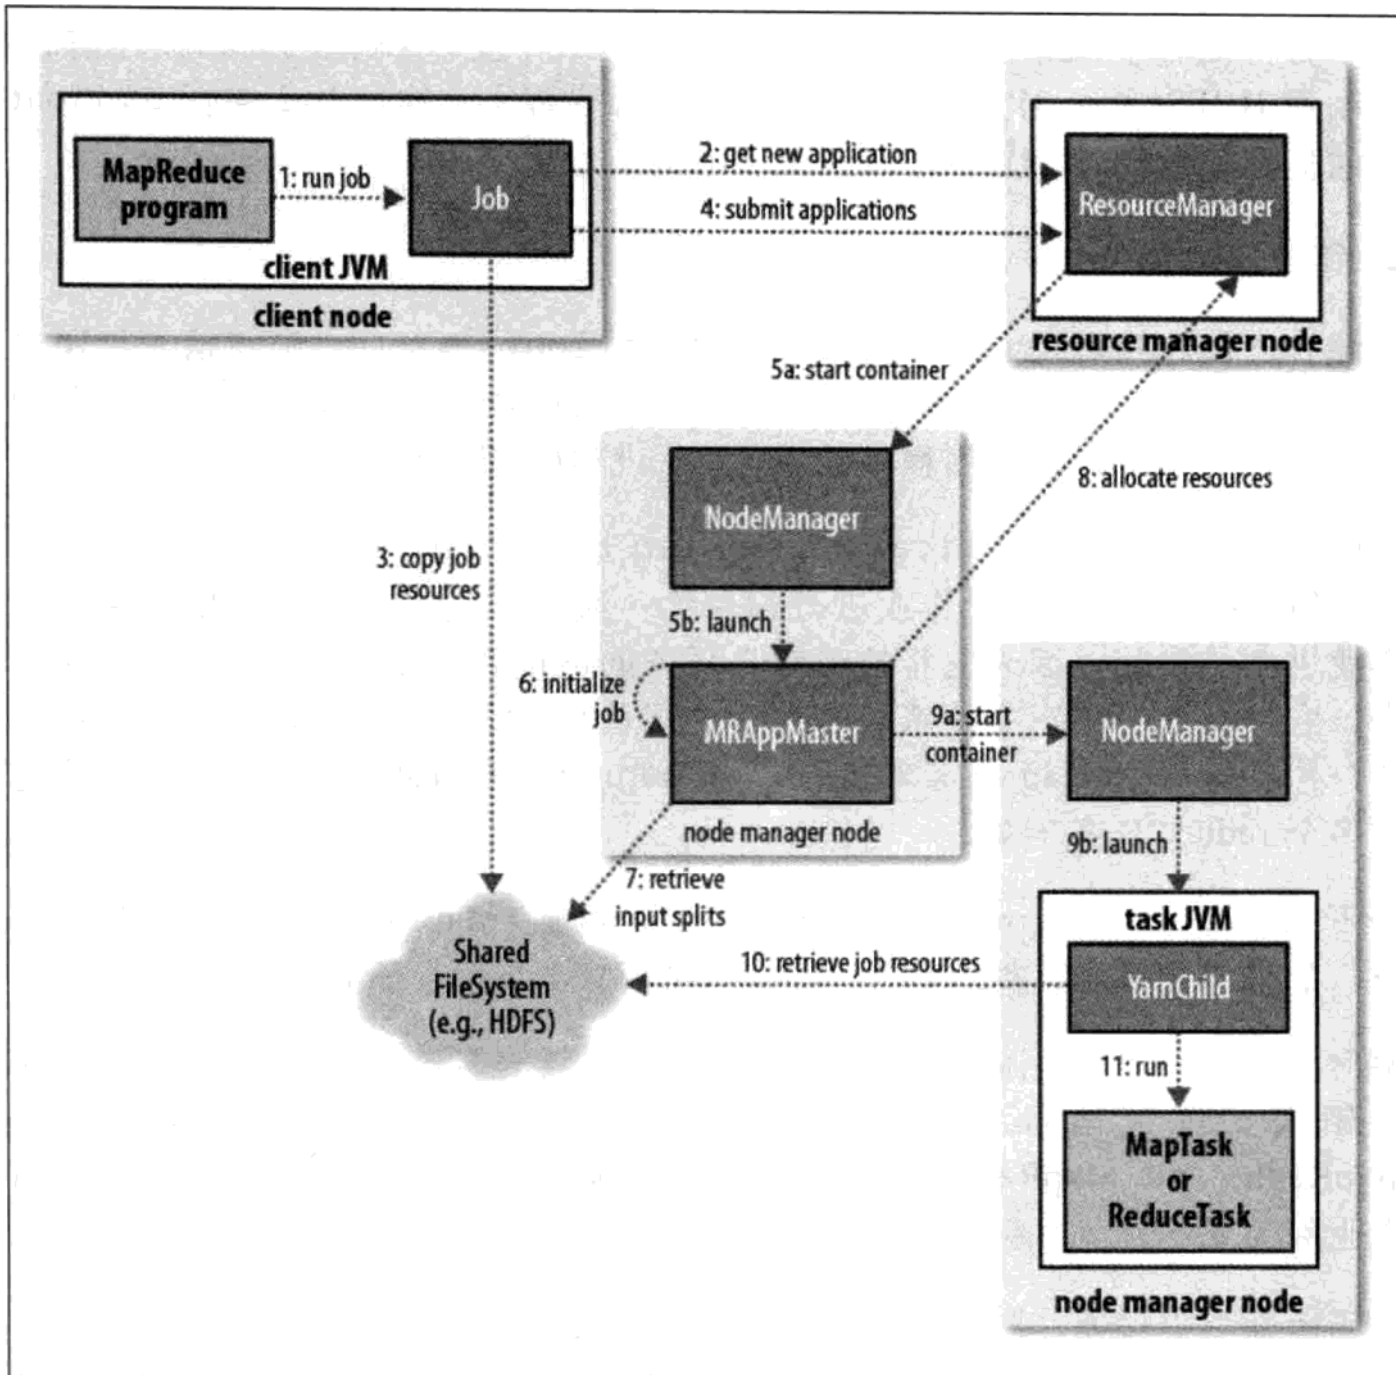 MapReduce
program
1: run job
Job
client JVM
client node
2: get new application
4: submit applications
ResourceManager
resource manager node
5a: start container
8: allocate resources
3: copy job
resources
NodeManager
5b: launch
6: initialize
job
MRAppMaster
node manager node
9a: start
container
NodeManager
9b: launch
7: retrieve
input splits
Shared
FileSystem
(e.g., HDFS)
10: retrieve job resources
task JVM
YarnChild
11: run
MapTask
or
ReduceTask
node manager node